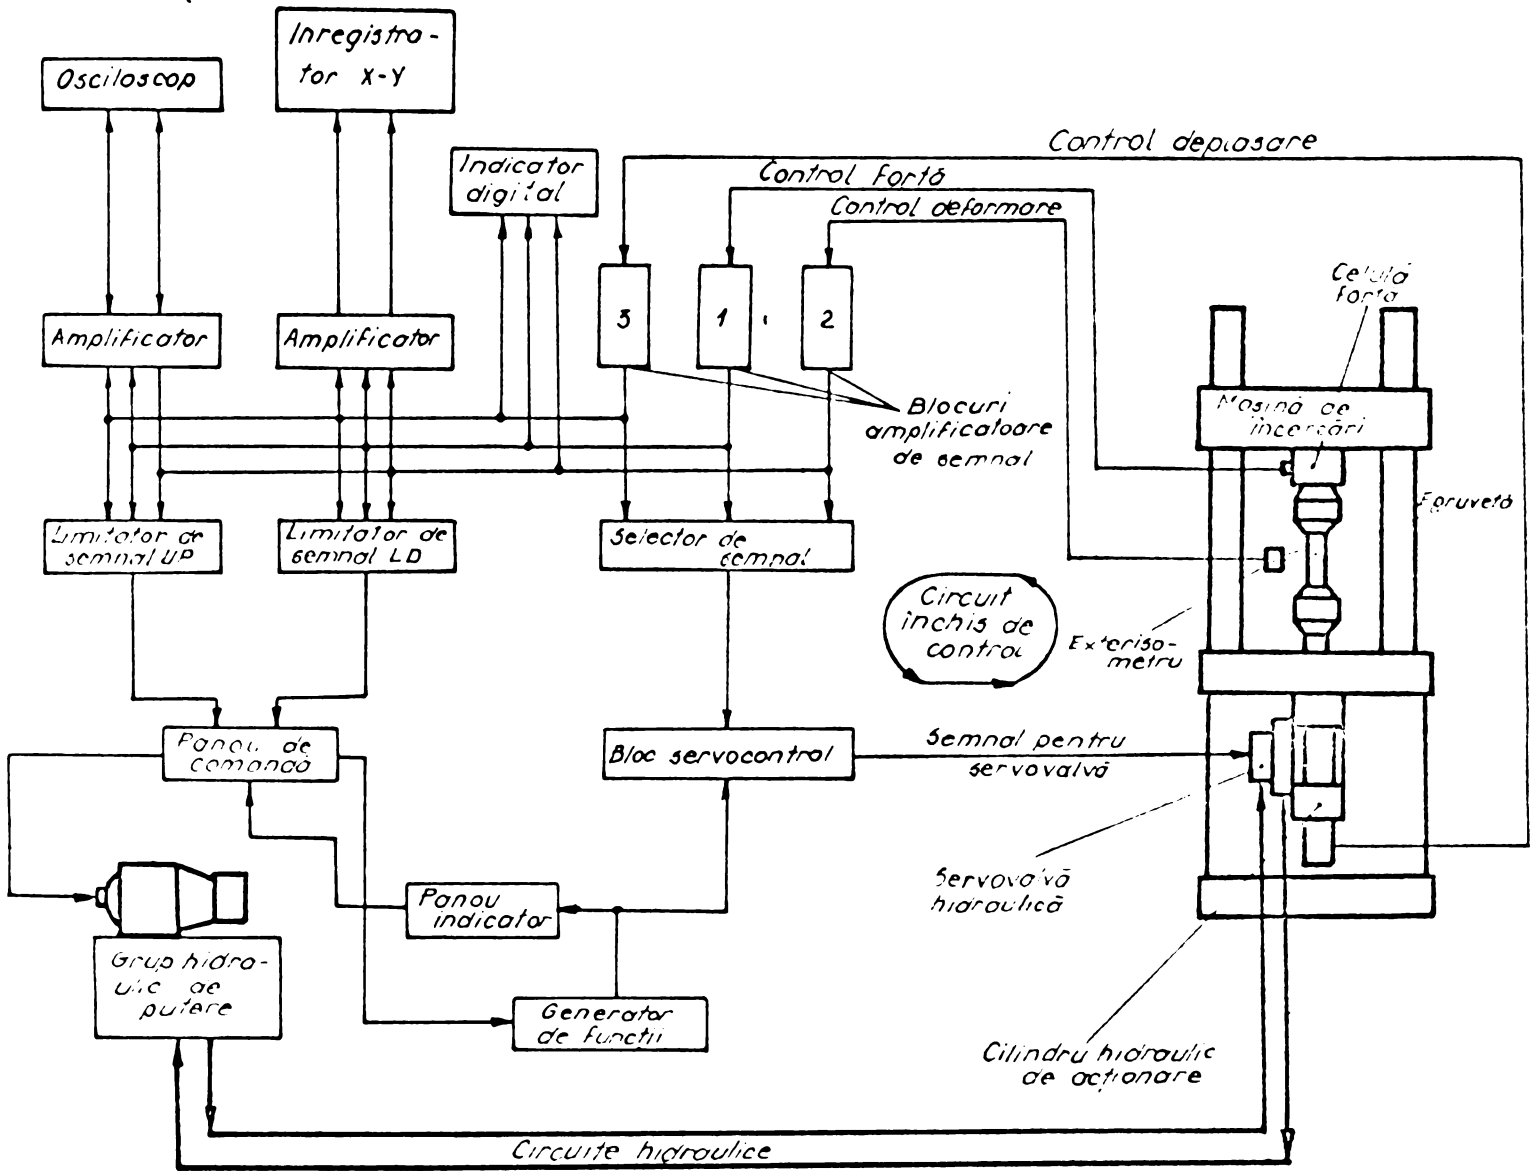 Inregistra-
tor X-Y
Osciloscop
Indicator
digital
Control deplasare
Control forță
Control deformare
Celulă
forță
3
1
2
Amplificator
Amplificator
Blocuri
amplificatoare
de semnal
Mașină de
încercări
Epruvetă
Limitator de
semnal UP
Limitator de
semnal LD
Selector de
semnal
Circuit
închis de
control
Extenso-
metru
Panou de
comandă
Bloc servocontrol
Semnal pentru
servovalvă
Servovalvă
hidraulică
Panou
indicator
Grup hidra-
ulic de
putere
Generator
de funcții
Cilindru hidraulic
de acționare
Circuite hidraulice